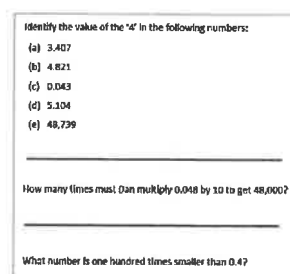 Identify the value of the '4' in the following numbers:
(a) 3.407
(b) 4.821
(c) 0.043
(d) 5.104
(e) 48,739
How many times must Dan multiply 0.048 by 10 to get 48,000?
What number is one hundred times smaller than 0.4?